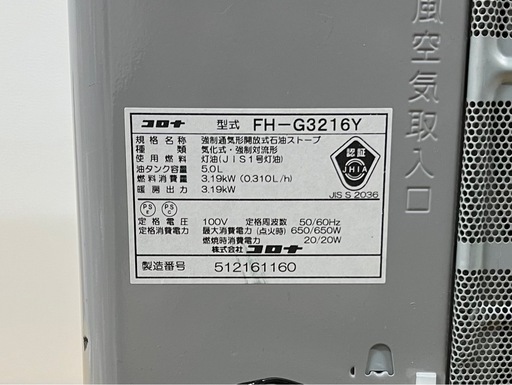 コロナ 型式 FH-G3216Y
規格名称 強制通気形開放式石油ストーブ
種類 気化式・強制対流形
使用燃料 灯油(JIS1号灯油)
油タンク容量 5.0L
燃料消費量 3.19kW (0.310L/h)
暖房出力 3.19kW
認証
JHIA
JIS S 2036
PS
E
PS
C
定格電圧 100V 定格周波数 50/60Hz
定格消費電力 最大消費電力 (点火時) 650/650W
燃焼時消費電力 20/20W
株式会社コロナ
製造番号 512161160
風空気取入口